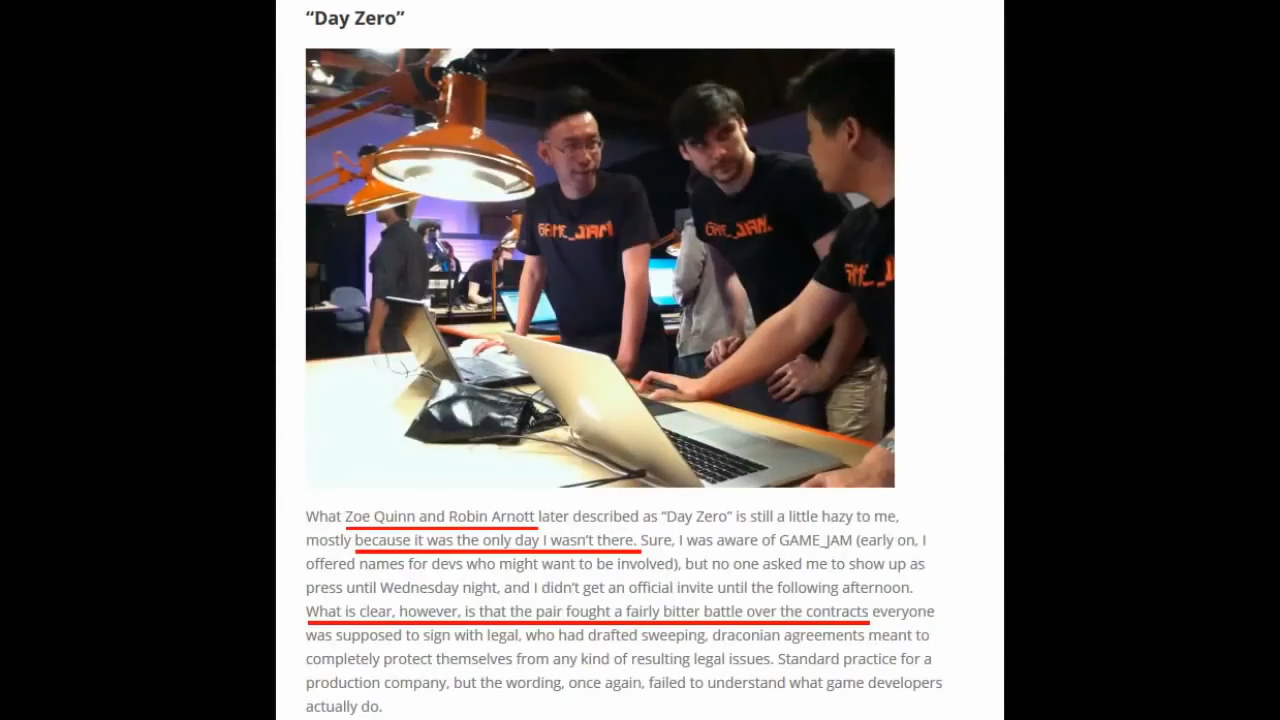 “Day Zero”
GAME_JAM
GAME_JAM.
What Zoe Quinn and Robin Arnott later described as “Day Zero” is still a little hazy to me,
mostly because it was the only day I wasn't there. Sure, I was aware of GAME_JAM (early on, I
offered names for devs who might want to be involved), but no one asked me to show up as
press until Wednesday night, and I didn't get an official invite until the following afternoon.
What is clear, however, is that the pair fought a fairly bitter battle over the contracts everyone
was supposed to sign with legal, who had drafted sweeping, draconian agreements meant to
completely protect themselves from any kind of resulting legal issues. Standard practice for a
production company, but the wording, once again, failed to understand what game developers
actually do.